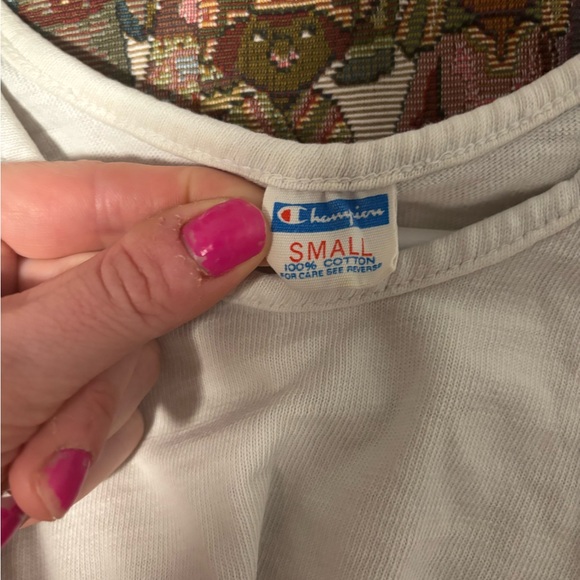 Champion
SMALL
100% COTTON
FOR CARE SEE REVERSE